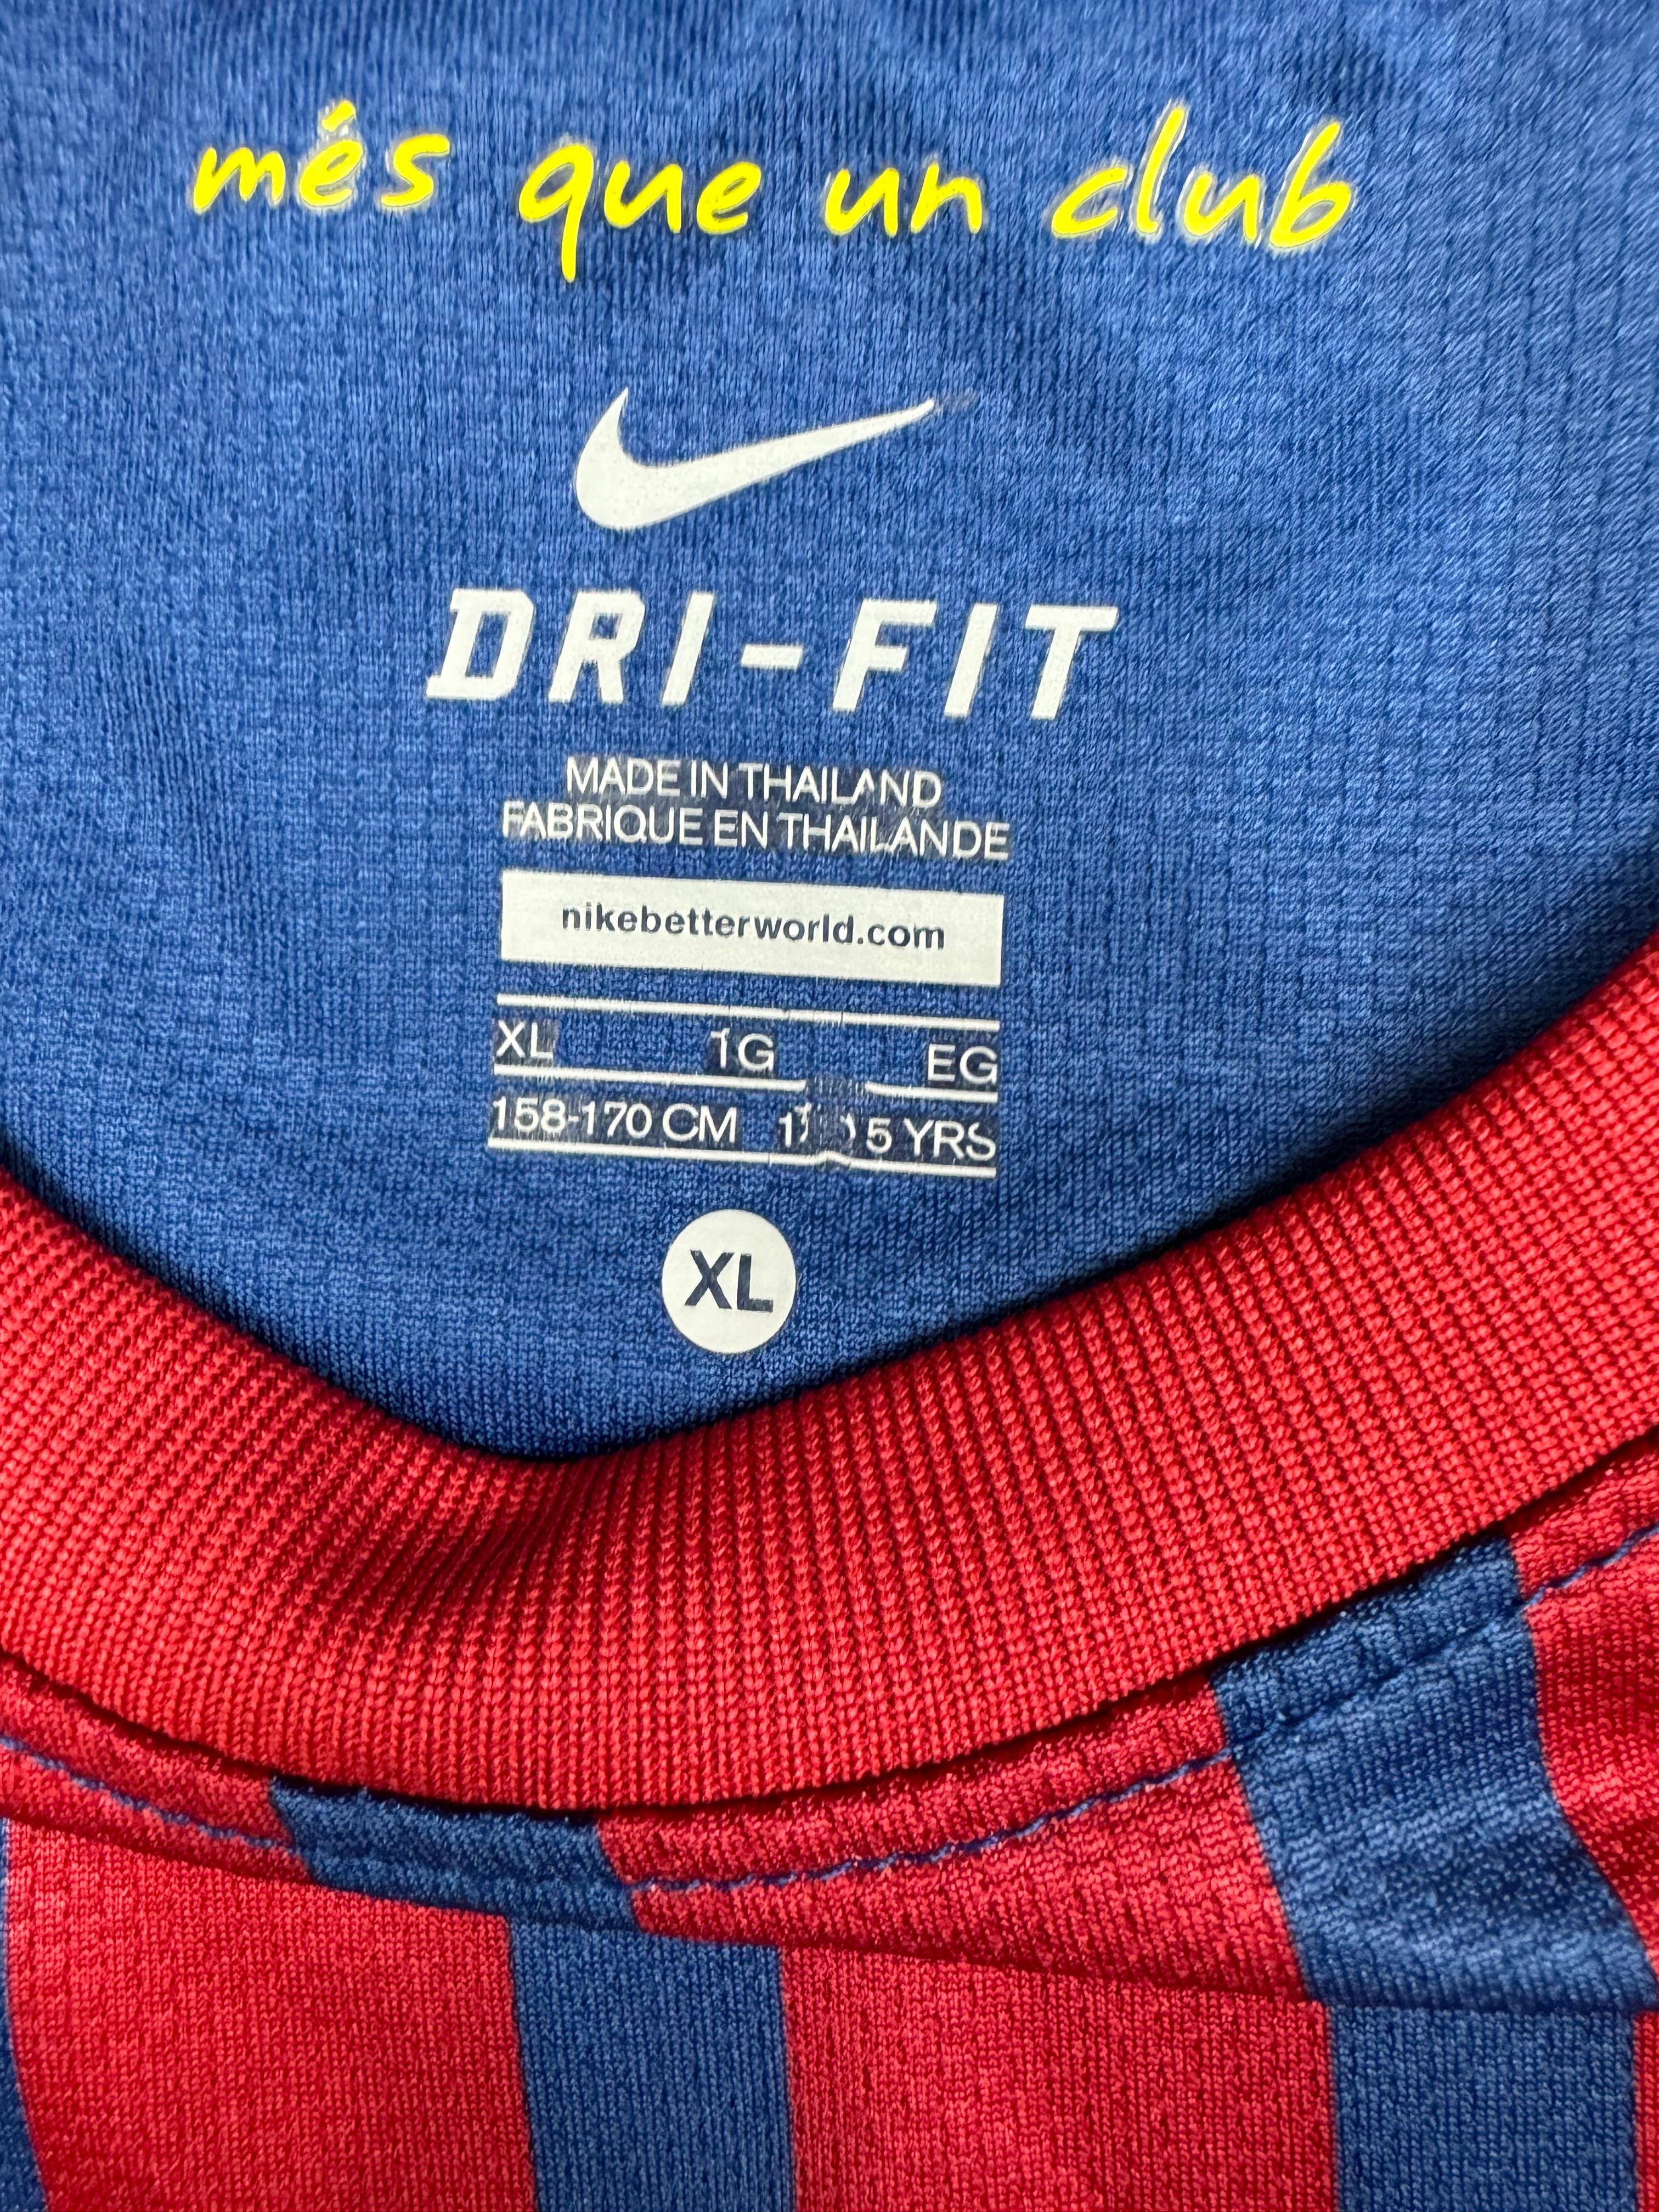 més que un club
DRI-FIT
MADE IN THAILAND
FABRIQUE EN THAILANDE
nikebetterworld.com
XL EG
158-170 CM YRS
XL